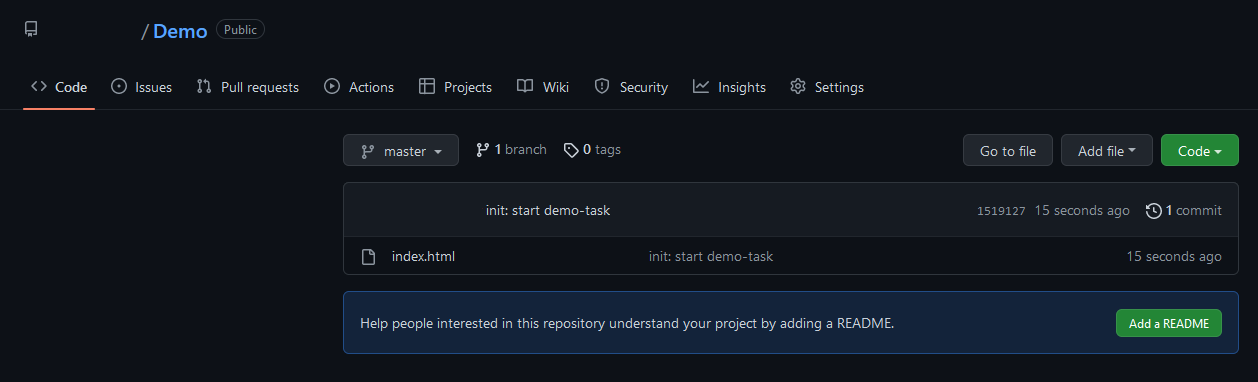 / Demo Public
Code Issues Pull requests Actions Projects Wiki Security Insights Settings
master 1 branch 0 tags Go to file Add file Code
init: start demo-task 1519127 15 seconds ago 1 commit
index.html init: start demo-task 15 seconds ago
Help people interested in this repository understand your project by adding a README. Add a README